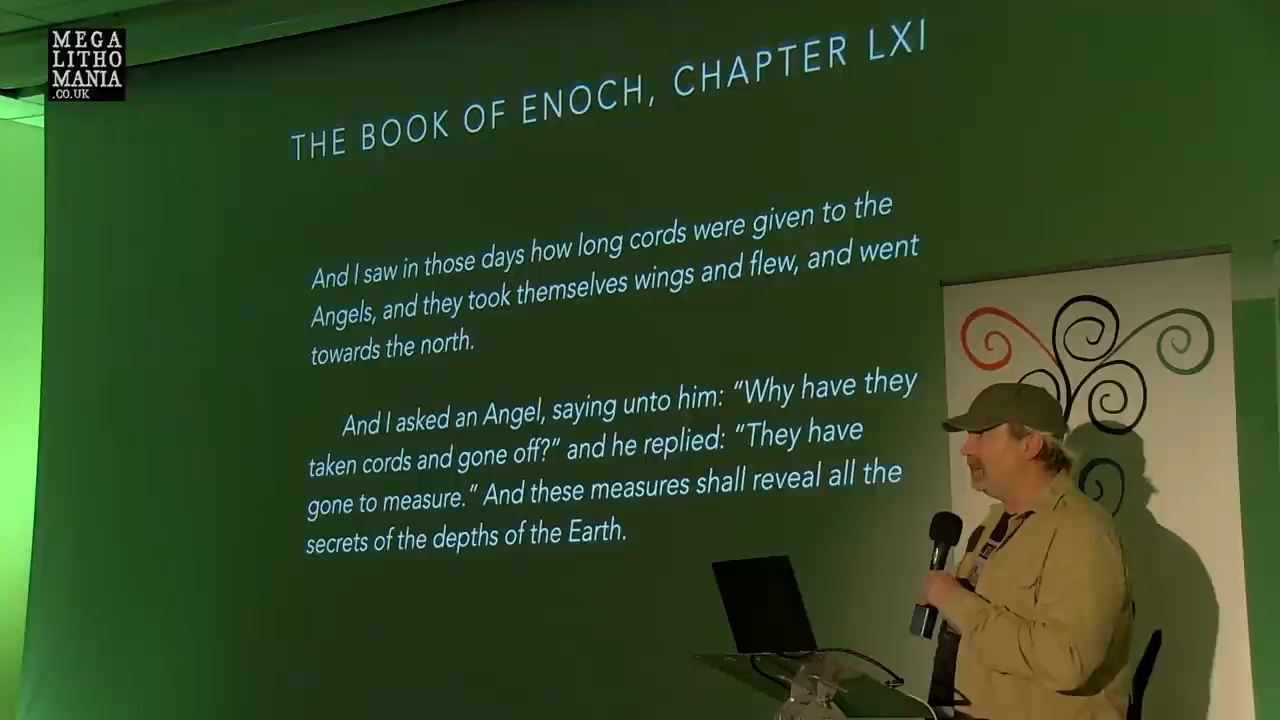 MEGA
LITHO
MANIA
.CO.UK
THE BOOK OF ENOCH, CHAPTER LXI
And I saw in those days how long cords were given to the
Angels, and they took themselves wings and flew, and went
towards the north.
And I asked an Angel, saying unto him: “Why have they
taken cords and gone off?” and he replied: “They have
gone to measure.” And these measures shall reveal all the
secrets of the depths of the Earth.